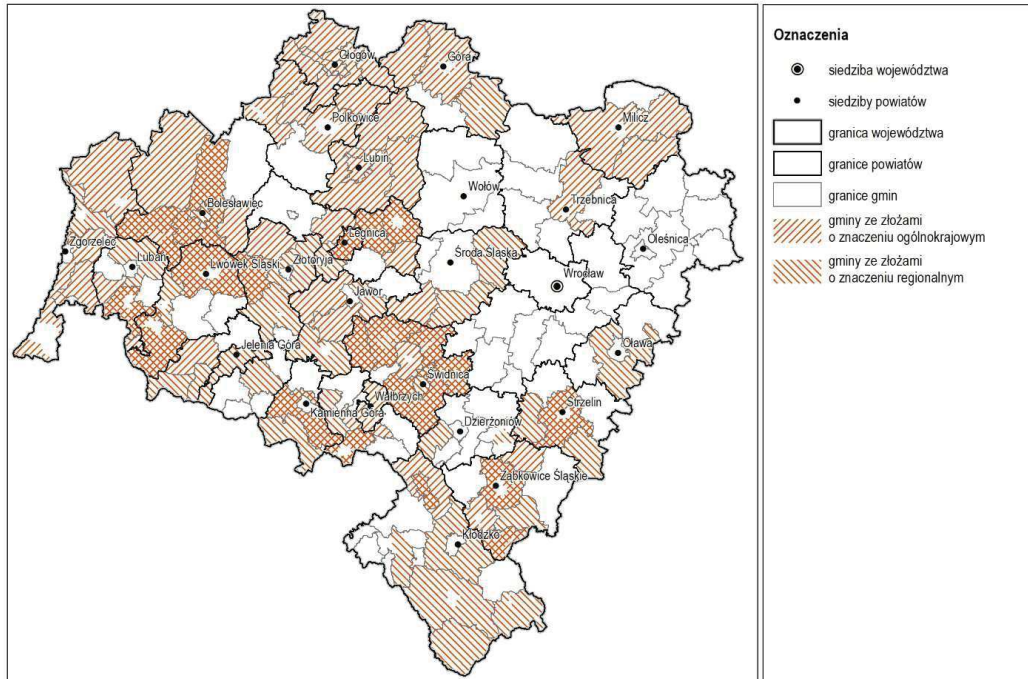 Oznaczenia
siedziba województwa
siedziby powiatów
granica województwa
granice powiatów
granice gmin
gminy ze złożami
o znaczeniu ogólnokrajowym
gminy ze złożami
o znaczeniu regionalnym
Głogów
Góra
Polkowice
Milicz
Lubin
Wołów
Trzebnica
Bolesławiec
Legnica
Oleśnica
Zgorzelec
Lubań
Lwówek Śląski
Złotoryja
Środa Śląska
Wrocław
Jawor
Jelenia Góra
Oława
Świdnica
Kamienna Góra
Wałbrzych
Strzelin
Dzierżoniów
Ząbkowice Śląskie
Kłodzko